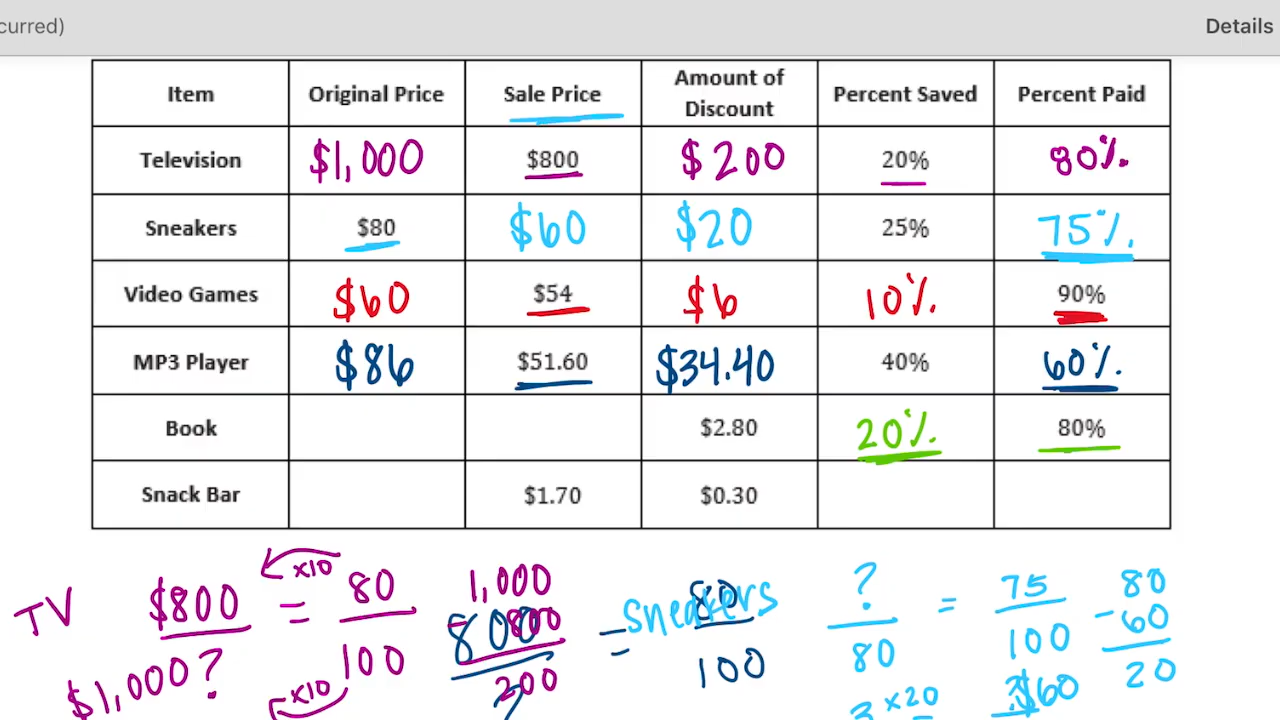 curred)
Details
Item Original Price Sale Price Amount of Discount Percent Saved Percent Paid
Television $1,000 $800 $200 20% 80%
Sneakers $80 $60 $20 25% 75%
Video Games $60 $54 $6 10% 90%
MP3 Player $86 $51.60 $34.40 40% 60%
Book $2.80 20% 80%
Snack Bar $1.70 $0.30
TV $800 = 80
x10
$1,000? 100
x10
1,000
- 800
200
800 = 80
? 100
Sneakers
? = 75
80 100
x20
$60
80
-60
20